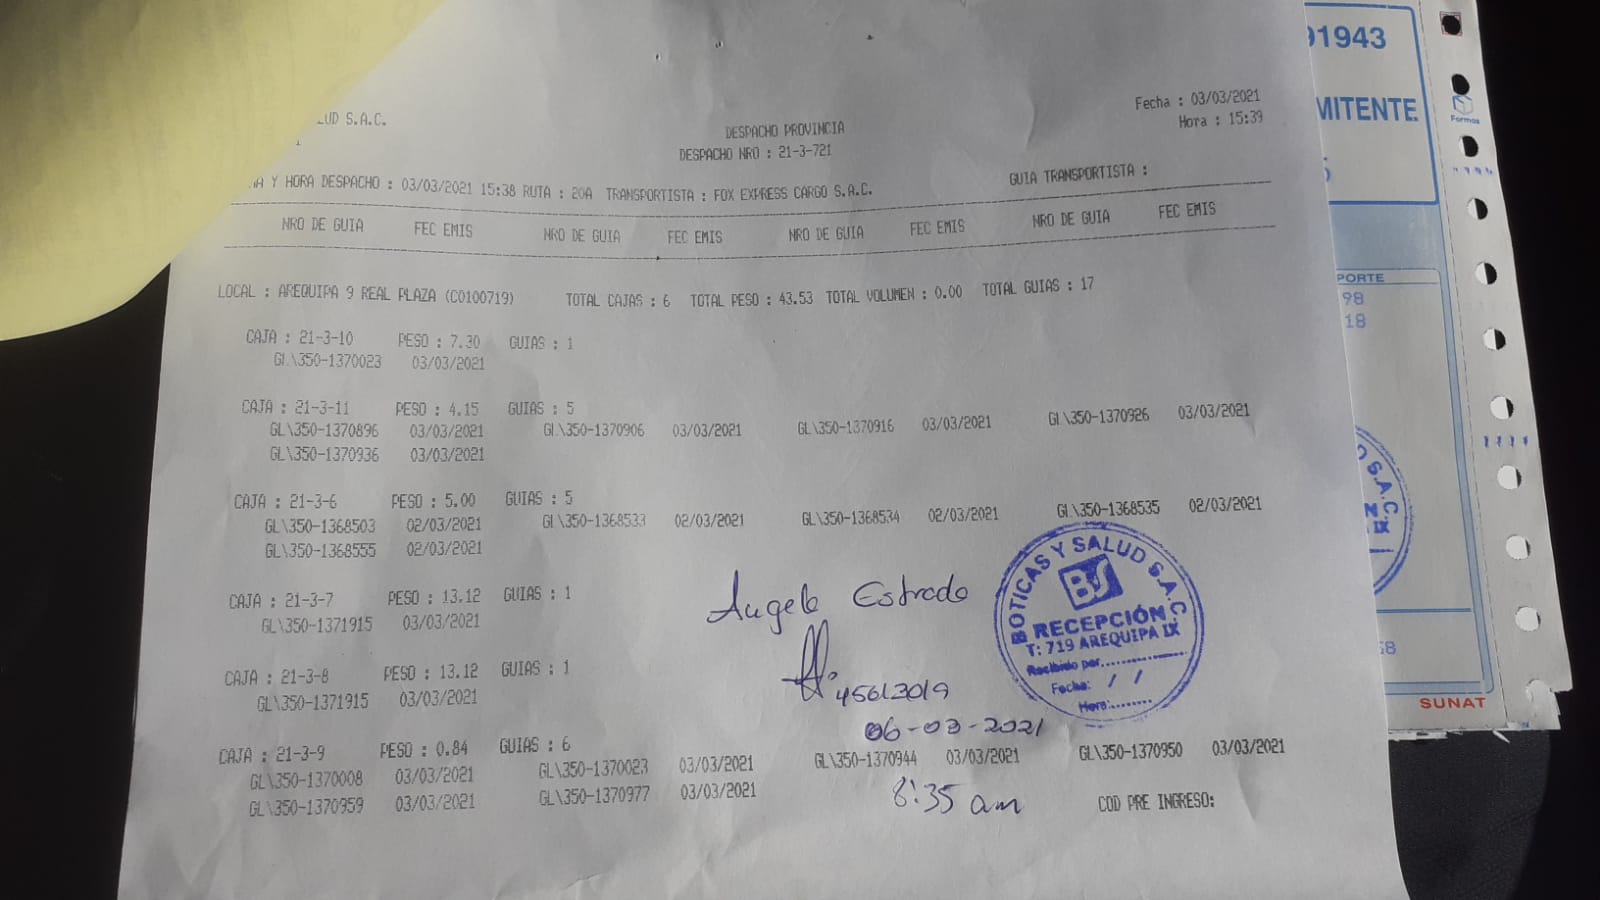 LUD S.A.C.
Fecha : 03/03/2021
DESPACHO PROVINCIA
Hora : 15:39
DESPACHO NRO : 21-3-721
Y HORA DESPACHO : 03/03/2021 15:38 RUTA : 20A TRANSPORTISTA : FOX EXPRESS CARGO S.A.C. GUIA TRANSPORTISTA :
NRO DE GUIA FEC EMIS NRO DE GUIA FEC EMIS NRO DE GUIA FEC EMIS NRO DE GUIA FEC EMIS
LOCAL : AREQUIPA 9 REAL PLAZA (C0100719) TOTAL CAJAS : 6 TOTAL PESO : 43.53 TOTAL VOLUMEN : 0.00 TOTAL GUIAS : 17
CAJA : 21-3-10 PESO : 7.30 GUIAS : 1
GL\350-1370023 03/03/2021
CAJA : 21-3-11 PESO : 4.15 GUIAS : 5
GL\350-1370896 03/03/2021 GL\350-1370906 03/03/2021 GL\350-1370916 03/03/2021 GL\350-1370926 03/03/2021
GL\350-1370936 03/03/2021
CAJA : 21-3-6 PESO : 5.00 GUIAS : 5
GL\350-1368503 02/03/2021 GL\350-1368533 02/03/2021 GL\350-1368534 02/03/2021 GL\350-1368535 02/03/2021
GL\350-1368555 02/03/2021
CAJA : 21-3-7 PESO : 13.12 GUIAS : 1
GL\350-1371915 03/03/2021
CAJA : 21-3-8 PESO : 13.12 GUIAS : 1
GL\350-1371915 03/03/2021
CAJA : 21-3-9 PESO : 0.84 GUIAS : 6
GL\350-1370008 03/03/2021 GL\350-1370023 03/03/2021 GL\350-1370944 03/03/2021 GL\350-1370950 03/03/2021
GL\350-1370959 03/03/2021 GL\350-1370977 03/03/2021
COD PRE INGRESO:
Angela Estrada
45613019
06-03-2021
8:35 am
BOTICAS Y SALUD S.A.C.
BS
RECEPCIÓN
T: 719 AREQUIPA IX
Recibido por..........
Fecha: / /
Hora:........
91943
MITENTE
Formas
PORTE
98
18
O S.A.C.
N
IX
68
SUNAT